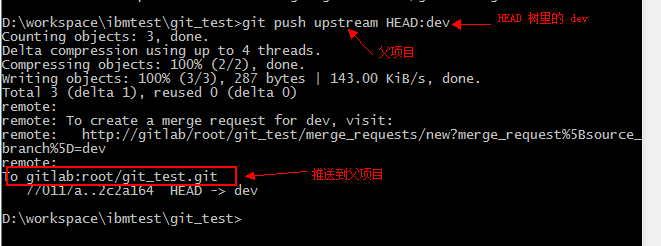 D:\workspace\ibmtest\git_test>git push upstream HEAD:dev
HEAD 树里的 dev
Counting objects: 3, done.
Delta compression using up to 4 threads.
父项目
Compressing objects: 100% (2/2), done.
Writing objects: 100% (3/3), 287 bytes | 143.00 KiB/s, done.
Total 3 (delta 1), reused 0 (delta 0)
remote:
remote: To create a merge request for dev, visit:
remote:   http://gitlab/root/git_test/merge_requests/new?merge_request%5Bsource_
branch%5D=dev
remote:
To gitlab:root/git_test.git
推送到父项目
HEAD -> dev
D:\workspace\ibmtest\git_test>